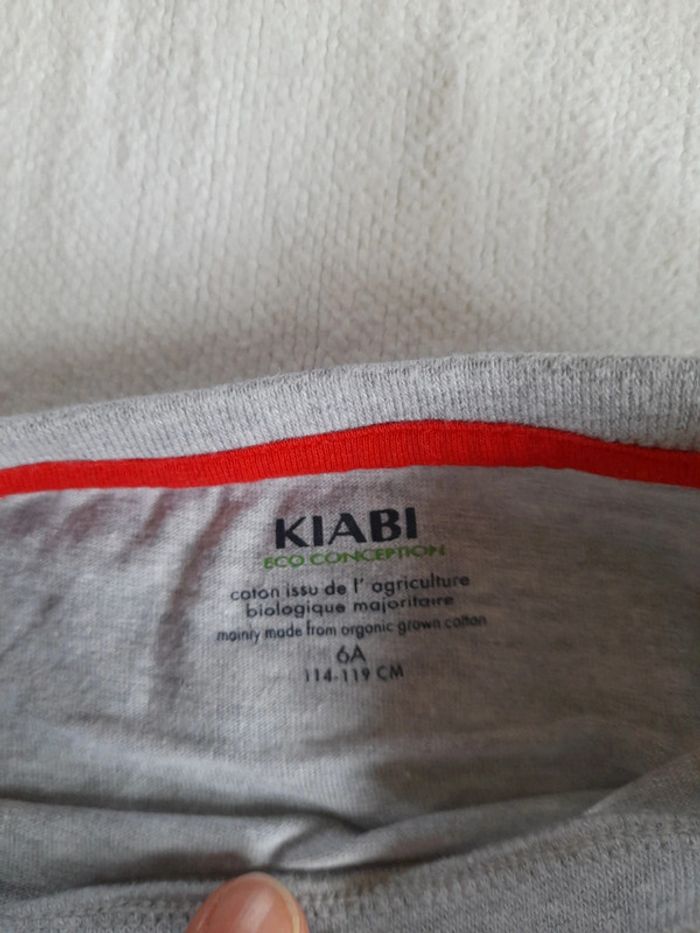 KIABI
ECO CONCEPTION
coton issu de l' agriculture
biologique majoritaire
mainly made from organic grown cotton
6A
114-119 CM